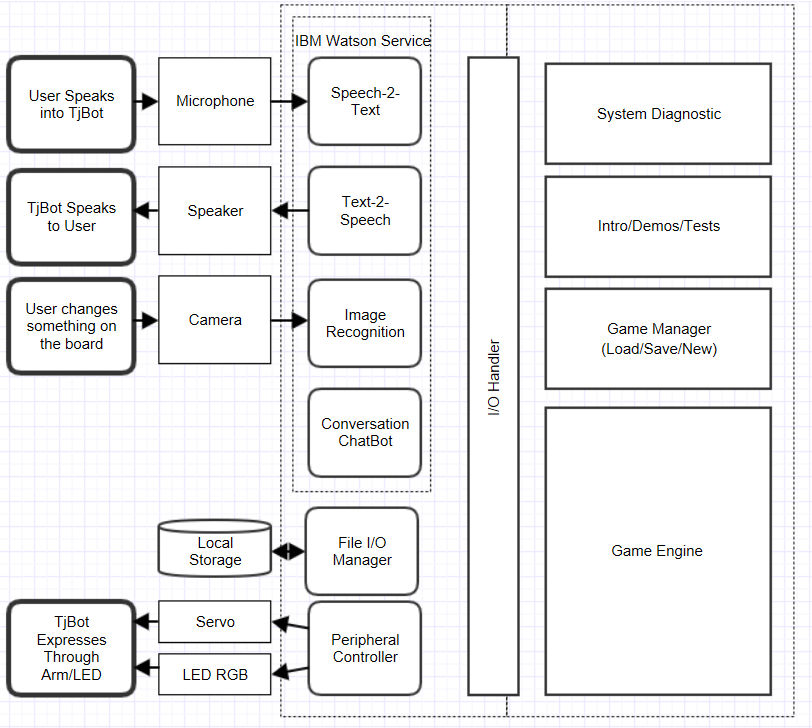 IBM Watson Service
User Speaks
into TjBot
Microphone
Speech-2-
Text
System Diagnostic
TjBot Speaks
to User
Speaker
Text-2-
Speech
Intro/Demos/Tests
User changes
something on
the board
Camera
Image
Recognition
Game Manager
(Load/Save/New)
I/O Handler
Conversation
ChatBot
Local
Storage
File I/O
Manager
Game Engine
TjBot
Expresses
Through
Arm/LED
Servo
LED RGB
Peripheral
Controller